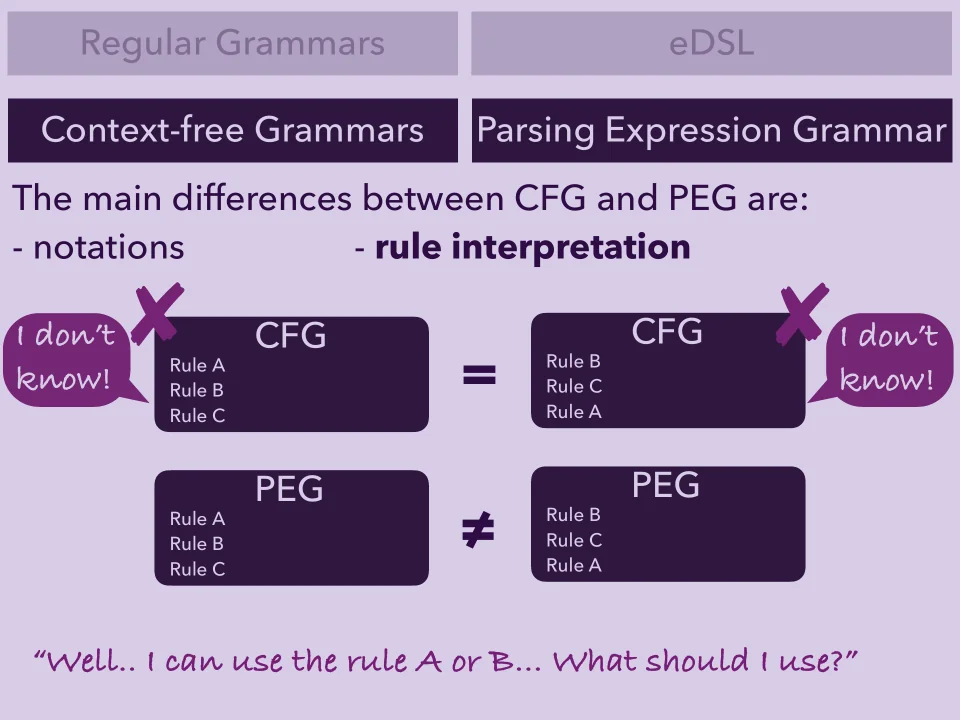 Regular Grammars
eDSL
Context-free Grammars
Parsing Expression Grammar
The main differences between CFG and PEG are:
- notations
- rule interpretation
I don't
know!
CFG
Rule A
Rule B
Rule C
=
CFG
Rule B
Rule C
Rule A
I don't
know!
PEG
Rule A
Rule B
Rule C
≠
PEG
Rule B
Rule C
Rule A
“Well.. I can use the rule A or B... What should I use?”